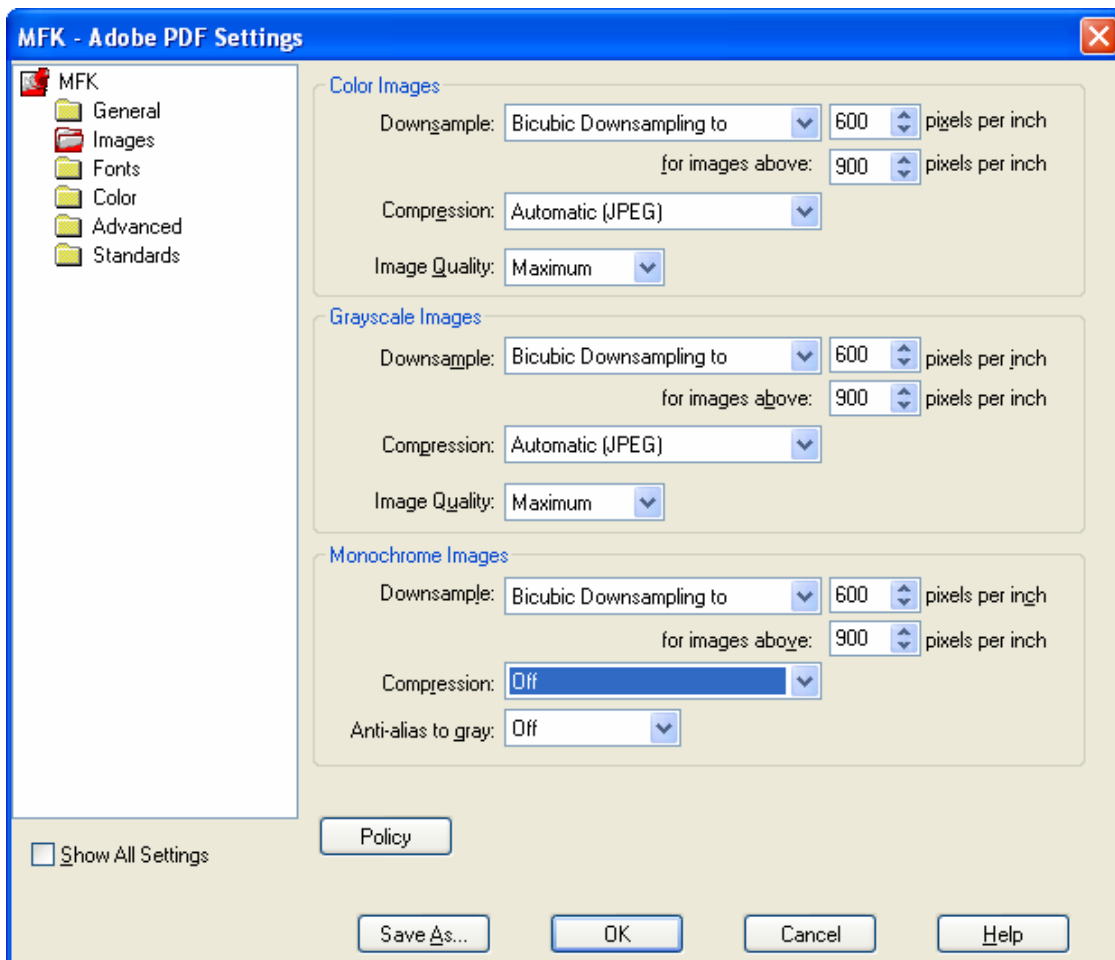 MFK - Adobe PDF Settings
MFK
General
Images
Fonts
Color
Advanced
Standards
Show All Settings
Color Images
Downsample: Bicubic Downsampling to 600 pixels per inch
for images above: 900 pixels per inch
Compression: Automatic (JPEG)
Image Quality: Maximum
Grayscale Images
Downsample: Bicubic Downsampling to 600 pixels per inch
for images above: 900 pixels per inch
Compression: Automatic (JPEG)
Image Quality: Maximum
Monochrome Images
Downsample: Bicubic Downsampling to 600 pixels per inch
for images above: 900 pixels per inch
Compression: Off
Anti-alias to gray: Off
Policy
Save As... OK Cancel Help